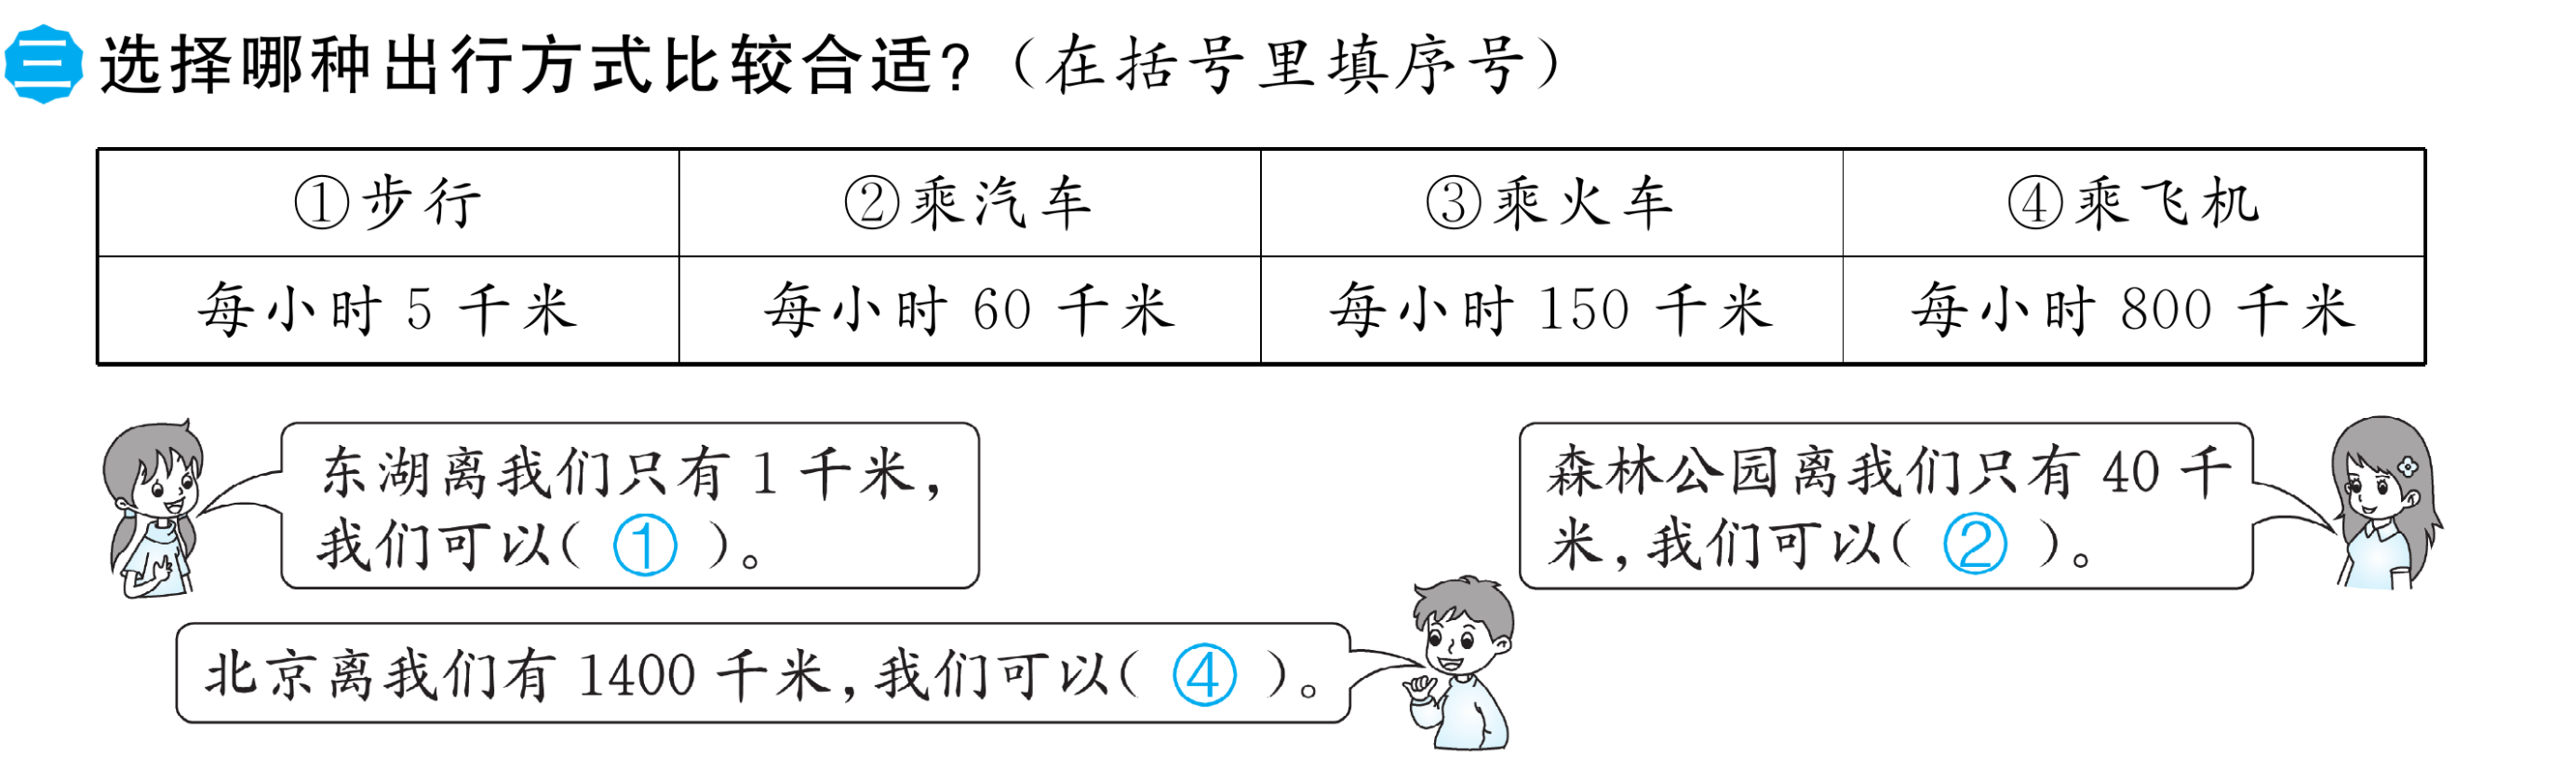 三 选择哪种出行方式比较合适?(在括号里填序号)
①步行 ②乘汽车 ③乘火车 ④乘飞机
每小时 5 千米 每小时 60 千米 每小时 150 千米 每小时 800 千米
东湖离我们只有 1 千米,
我们可以( ① )。
森林公园离我们只有 40 千
米,我们可以( ② )。
北京离我们有 1400 千米,我们可以( ④ )。